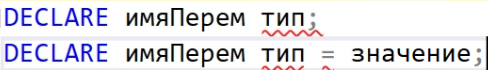 DECLARE имяПерем тип;
DECLARE имяПерем тип = значение;